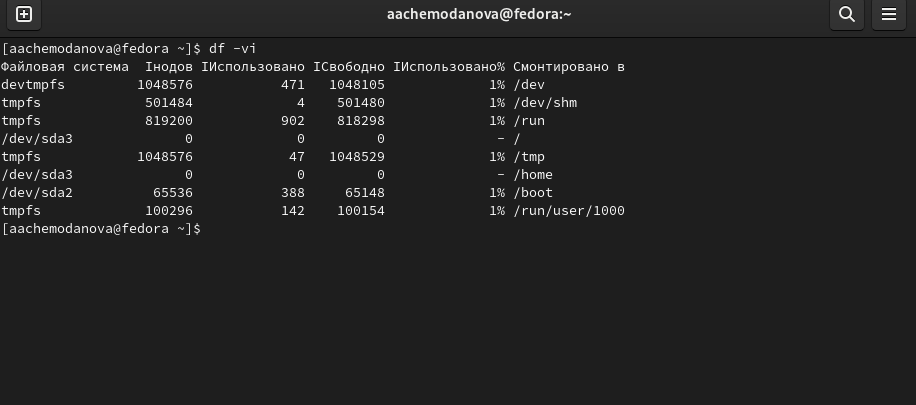 aachemodanova@fedora:~
[aachemodanova@fedora ~]$ df -vi
Файловая система  Iнодов IИспользовано IСвободно IИспользовано% Смонтировано в
devtmpfs         1048576           471   1048105             1% /dev
tmpfs             501484             4    501480             1% /dev/shm
tmpfs             819200           902    818298             1% /run
/dev/sda3              0             0         0              - /
tmpfs            1048576            47   1048529             1% /tmp
/dev/sda3              0             0         0              - /home
/dev/sda2          65536           388     65148             1% /boot
tmpfs             100296           142    100154             1% /run/user/1000
[aachemodanova@fedora ~]$